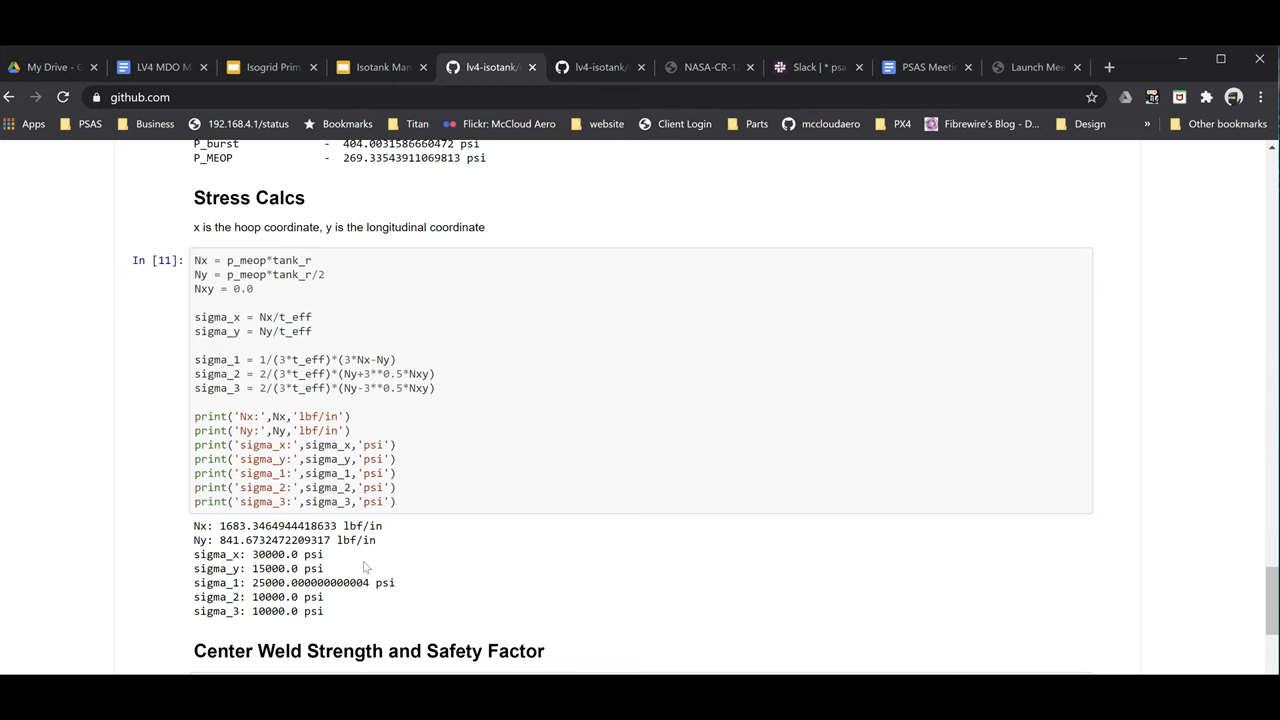 My Drive - G
LV4 MDO M
Isogrid Prim
Isotank Man
lv4-isotank/
lv4-isotank/
NASA-CR-12
Slack | * psa
PSAS Meeti
Launch Mee
github.com
Apps
PSAS
Business
192.168.4.1/status
Bookmarks
Titan
Flickr: McCloud Aero
website
Client Login
Parts
mccloudaero
PX4
Fibrewire's Blog - D...
Design
»
Other bookmarks
P_burst - 404.0031586660472 psi
P_MEOP - 269.33543911069813 psi
Stress Calcs
x is the hoop coordinate, y is the longitudinal coordinate
In [11]:
Nx = p_meop*tank_r
Ny = p_meop*tank_r/2
Nxy = 0.0
sigma_x = Nx/t_eff
sigma_y = Ny/t_eff
sigma_1 = 1/(3*t_eff)*(3*Nx-Ny)
sigma_2 = 2/(3*t_eff)*(Ny+3**0.5*Nxy)
sigma_3 = 2/(3*t_eff)*(Ny-3**0.5*Nxy)
print('Nx:',Nx,'lbf/in')
print('Ny:',Ny,'lbf/in')
print('sigma_x:',sigma_x,'psi')
print('sigma_y:',sigma_y,'psi')
print('sigma_1:',sigma_1,'psi')
print('sigma_2:',sigma_2,'psi')
print('sigma_3:',sigma_3,'psi')
Nx: 1683.3464944418633 lbf/in
Ny: 841.6732472209317 lbf/in
sigma_x: 30000.0 psi
sigma_y: 15000.0 psi
sigma_1: 25000.000000000004 psi
sigma_2: 10000.0 psi
sigma_3: 10000.0 psi
Center Weld Strength and Safety Factor